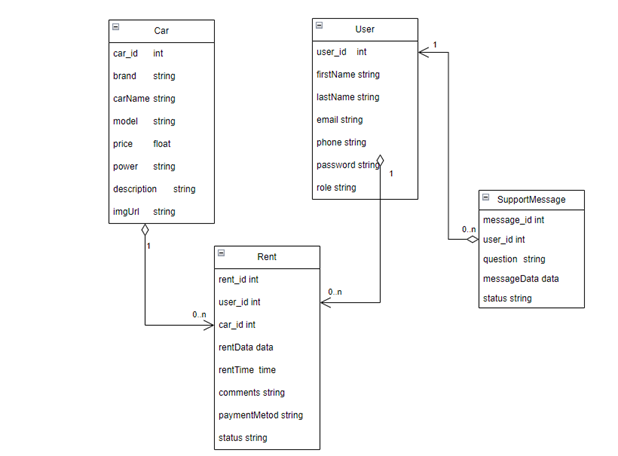 Car
car_id int
brand string
carName string
model string
price float
power string
description string
imgUrl string
1
0..n
User
user_id int
firstName string
lastName string
email string
phone string
password string
role string
1
1
0..n
0..n
SupportMessage
message_id int
user_id int
question string
messageData data
status string
Rent
rent_id int
user_id int
car_id int
rentData data
rentTime time
comments string
paymentMetod string
status string